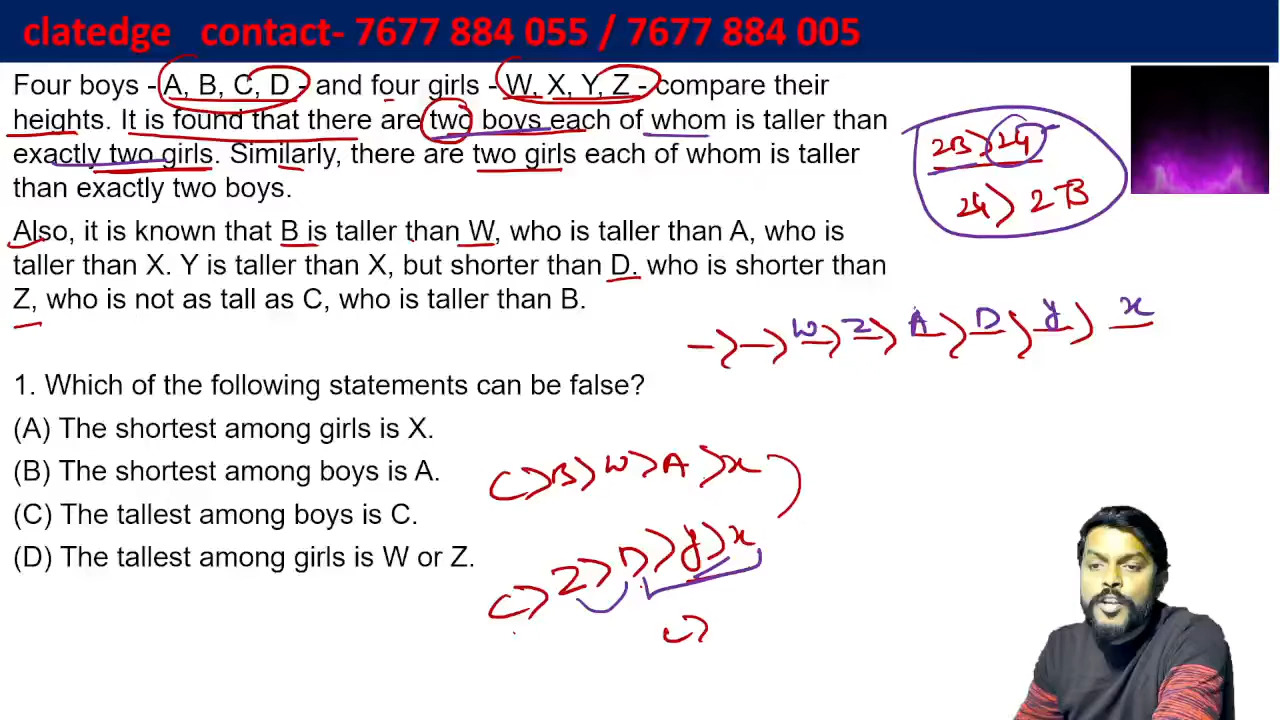 clatedge contact- 7677 884 055 / 7677 884 005
Four boys - A, B, C, D - and four girls - W, X, Y, Z - compare their
heights. It is found that there are two boys each of whom is taller than
exactly two girls. Similarly, there are two girls each of whom is taller
than exactly two boys.
Also, it is known that B is taller than W, who is taller than A, who is
taller than X. Y is taller than X, but shorter than D. who is shorter than
Z, who is not as tall as C, who is taller than B.
2B > 2G
2G > 2B
_ > _ > W > Z > A > D > y > x
1. Which of the following statements can be false?
(A) The shortest among girls is X.
(B) The shortest among boys is A.
(C) The tallest among boys is C.
(D) The tallest among girls is W or Z.
C > B > W > A > x
C > Z > D > y > x
C >